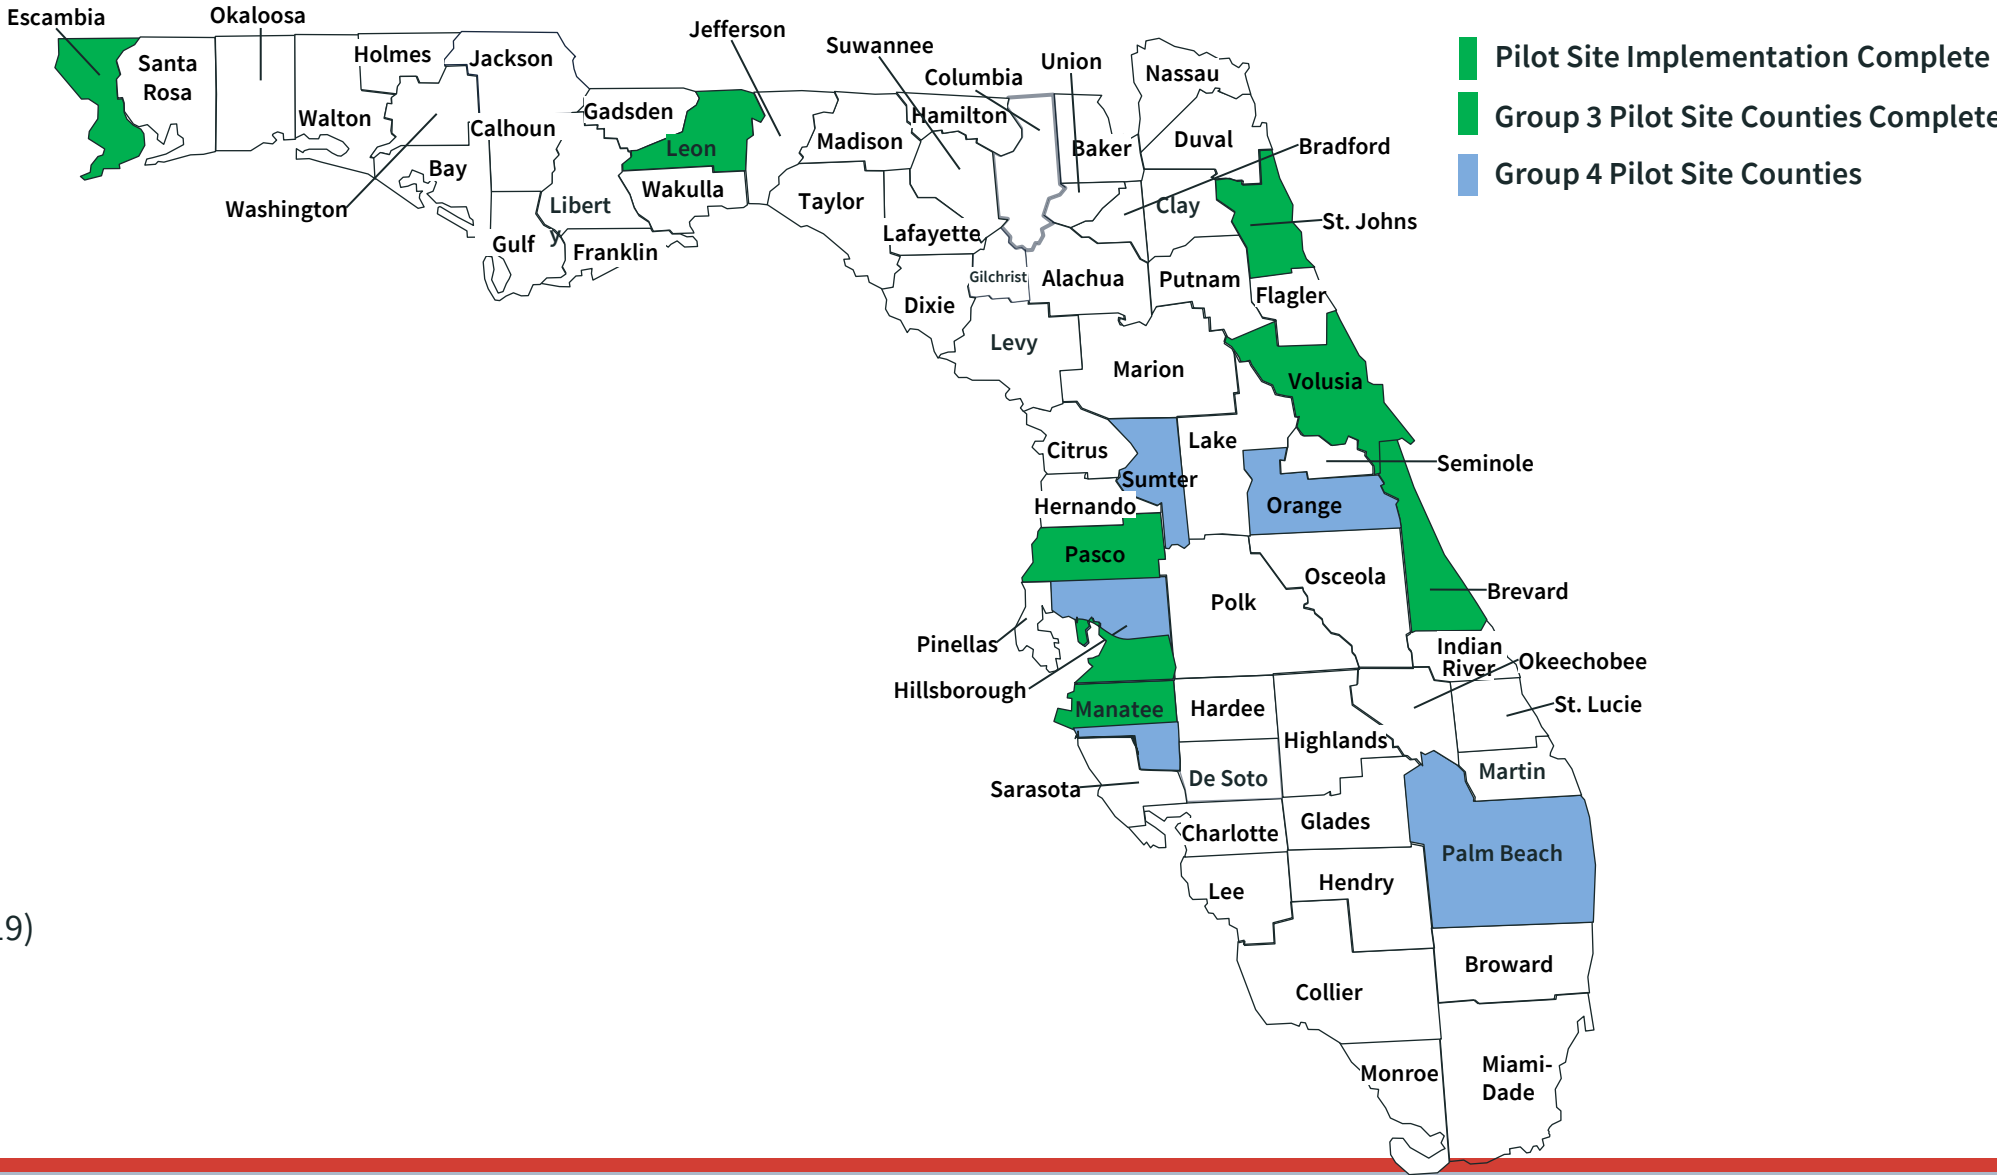 Escambia
Okaloosa
Jefferson
Suwannee
Columbia
Union
Nassau
Santa
Rosa
Holmes
Jackson
Walton
Washington
Calhoun
Bay
Gadsden
Leon
Wakulla
Libert
y
Gulf
Franklin
Madison
Hamilton
Taylor
Lafayette
Baker
Duval
Bradford
Clay
St. Johns
Gilchrist
Alachua
Putnam
Flagler
Dixie
Levy
Marion
Volusia
Citrus
Lake
Sumter
Seminole
Hernando
Orange
Pasco
Osceola
Brevard
Polk
Pinellas
Hillsborough
Indian
River
Okeechobee
Manatee
Hardee
St. Lucie
Highlands
Sarasota
De Soto
Martin
Charlotte
Glades
Palm Beach
Lee
Hendry
Broward
Collier
Monroe
Miami-
Dade
Pilot Site Implementation Complete
Group 3 Pilot Site Counties Complete
Group 4 Pilot Site Counties
19)